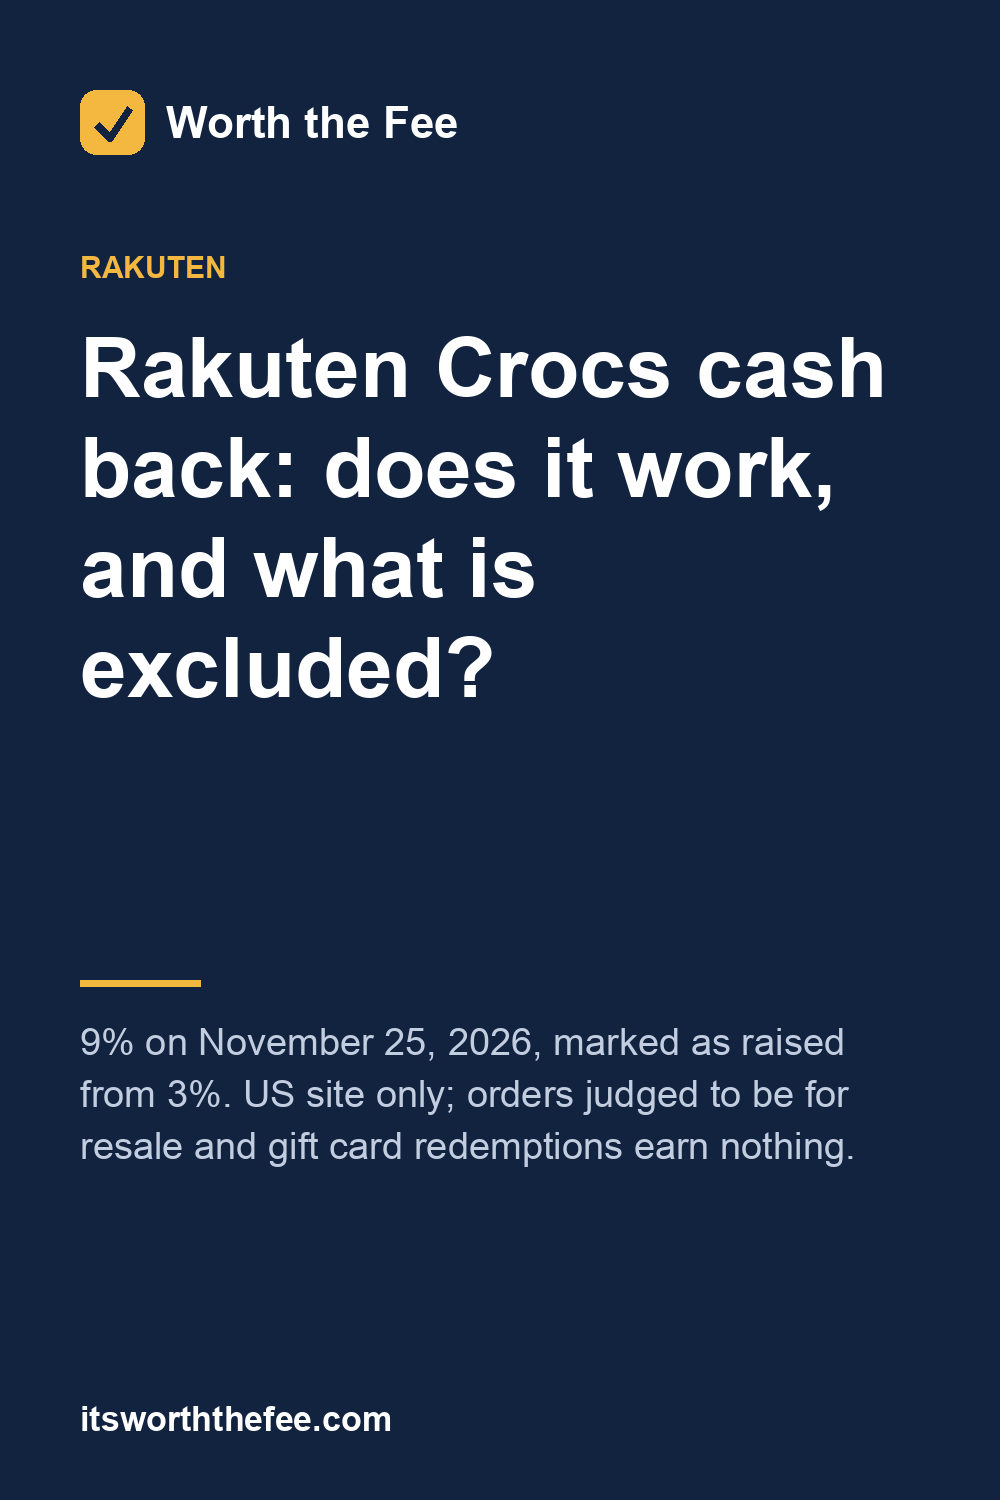 Worth the Fee
RAKUTEN
Rakuten Crocs cash
back: does it work,
and what is
excluded?
9% on November 25, 2026, marked as raised
from 3%. US site only; orders judged to be for
resale and gift card redemptions earn nothing.
itsworththefee.com